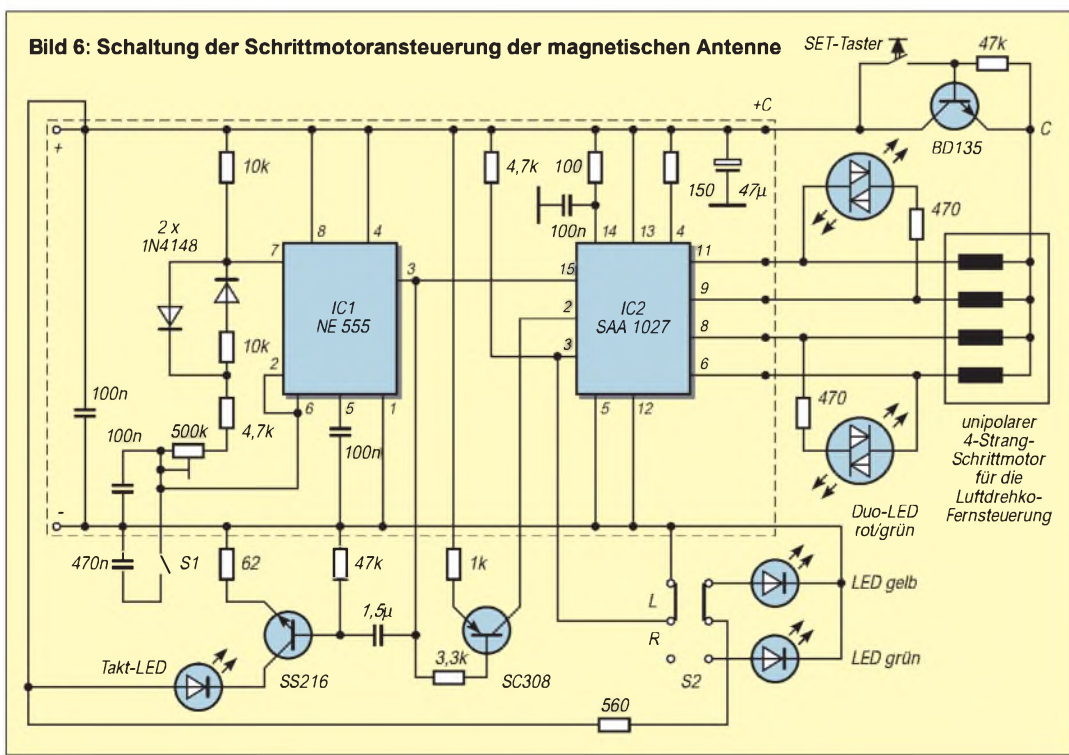 Bild 6: Schaltung der Schrittmotoransteuerung der magnetischen Antenne
SET-Taster
47k
+C
C
BD135
+
10k
4,7k
100
150
47µ
100n
2 x
1N4148
7
8
4
3
IC1
NE 555
2
6
5
1
10k
4,7k
500k
100n
100n
100n
14
13
4
15
2
3
IC2
SAA 1027
11
9
8
6
5
12
470
470
unipolarer
4-Strang-
Schrittmotor
für die
Luftdrehko-
Fernsteuerung
Duo-LED
rot/grün
-
470n
S1
62
47k
1,5µ
1k
3,3k
SS216
SC308
Takt-LED
L
R
S2
LED gelb
LED grün
560